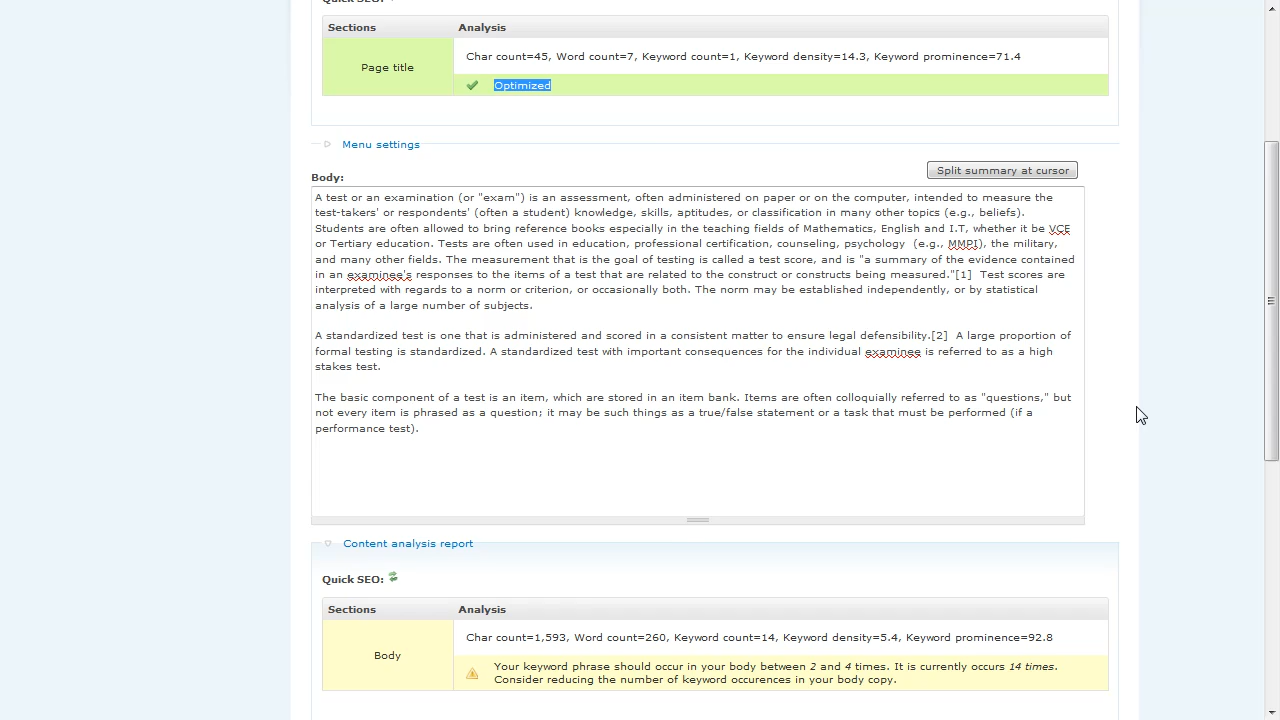 Quick SEO:
Sections Analysis
Page title
Char count=45, Word count=7, Keyword count=1, Keyword density=14.3, Keyword prominence=71.4
Optimized
Menu settings
Split summary at cursor
Body:
A test or an examination (or "exam") is an assessment, often administered on paper or on the computer, intended to measure the
test-takers' or respondents' (often a student) knowledge, skills, aptitudes, or classification in many other topics (e.g., beliefs).
Students are often allowed to bring reference books especially in the teaching fields of Mathematics, English and I.T, whether it be VCE
or Tertiary education. Tests are often used in education, professional certification, counseling, psychology  (e.g., MMPI), the military,
and many other fields. The measurement that is the goal of testing is called a test score, and is "a summary of the evidence contained
in an examinee's responses to the items of a test that are related to the construct or constructs being measured."[1]  Test scores are
interpreted with regards to a norm or criterion, or occasionally both. The norm may be established independently, or by statistical
analysis of a large number of subjects.
A standardized test is one that is administered and scored in a consistent matter to ensure legal defensibility.[2]  A large proportion of
formal testing is standardized. A standardized test with important consequences for the individual examinee is referred to as a high
stakes test.
The basic component of a test is an item, which are stored in an item bank. Items are often colloquially referred to as "questions," but
not every item is phrased as a question; it may be such things as a true/false statement or a task that must be performed (if a
performance test).
Content analysis report
Quick SEO:
Sections Analysis
Char count=1,593, Word count=260, Keyword count=14, Keyword density=5.4, Keyword prominence=92.8
Body
Your keyword phrase should occur in your body between 2 and 4 times. It is currently occurs 14 times.
Consider reducing the number of keyword occurences in your body copy.